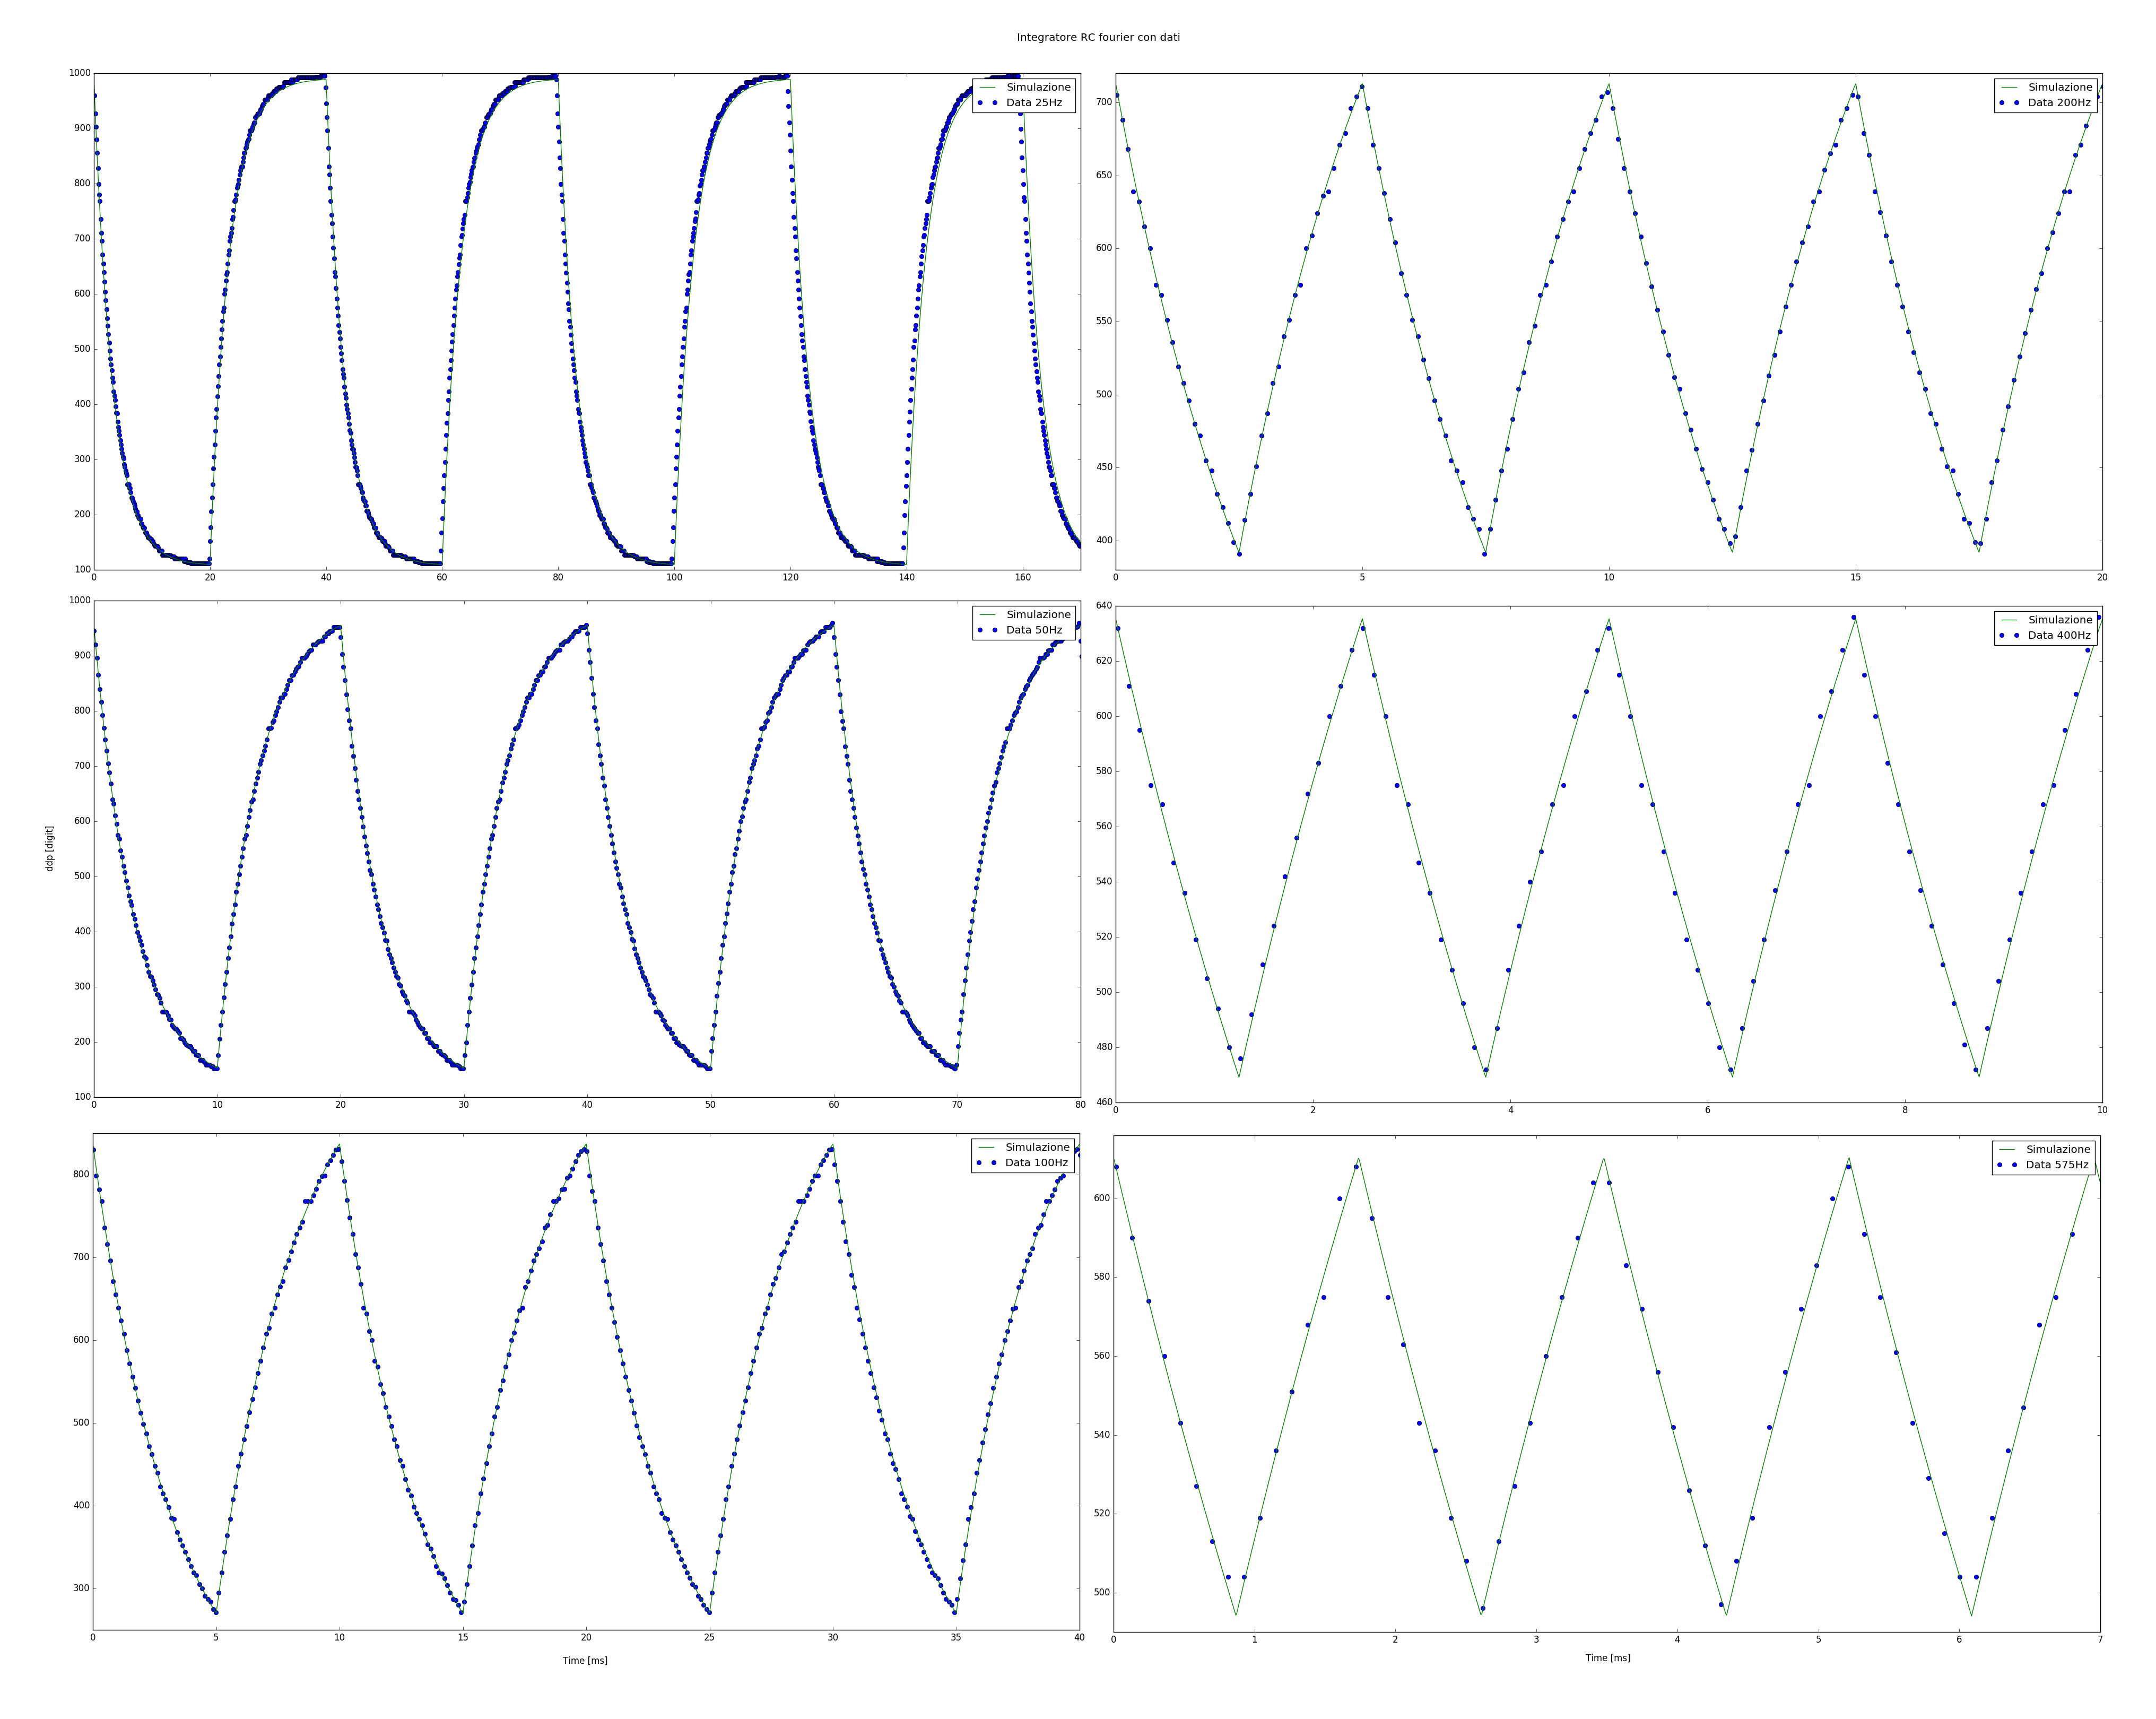 Integratore RC fourier con dati
1000
900
800
700
600
500
400
300
200
100
0 20 40 60 80 100 120 140 160
Simulazione
Data 25Hz
700
650
600
550
500
450
400
0 5 10 15 20
Simulazione
Data 200Hz
ddp [digit]
1000
900
800
700
600
500
400
300
200
100
0 10 20 30 40 50 60 70 80
Simulazione
Data 50Hz
640
620
600
580
560
540
520
500
480
460
0 2 4 6 8 10
Simulazione
Data 400Hz
800
700
600
500
400
300
0 5 10 15 20 25 30 35 40
Simulazione
Data 100Hz
Time [ms]
600
580
560
540
520
500
0 1 2 3 4 5 6 7
Simulazione
Data 575Hz
Time [ms]